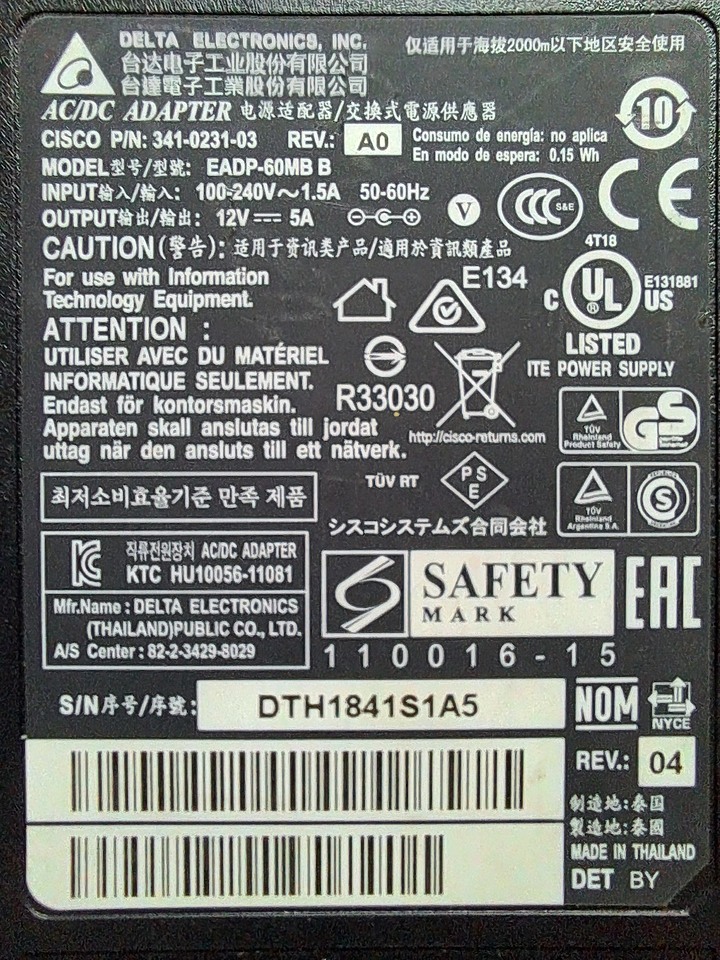 DELTA ELECTRONICS, INC.
台达电子工业股份有限公司
台達電子工業股份有限公司
仅适用于海拔2000m以下地区安全使用
AC/DC ADAPTER 电源适配器/交換式電源供應器
10
CISCO P/N: 341-0231-03 REV.: A0
Consumo de energía: no aplica
En modo de espera: 0.15 Wh
MODEL型号/型號: EADP-60MB B
INPUT输入/輸入: 100-240V～1.5A 50-60Hz
OUTPUT输出/輸出: 12V ⎓ 5A
V
CCC S&E
CE
CAUTION(警告): 适用于资讯类产品/適用於資訊類產品
For use with Information
Technology Equipment.
ATTENTION :
UTILISER AVEC DU MATÉRIEL
INFORMATIQUE SEULEMENT.
Endast för kontorsmaskin.
Apparaten skall anslutas till jordat
uttag när den ansluts till ett nätverk.
E134
R33030
http://cisco-returns.com
4T18
C UL ® US
E131881
LISTED
ITE POWER SUPPLY
TÜV
Rheinland
Product Safety
GS
TÜV RT
PS
E
TÜV
Rheinland
Argentina S.A.
S
최저소비효율기준 만족 제품
シスコシステムズ合同会社
직류전원장치 AC/DC ADAPTER
KTC HU10056-11081
Mfr.Name : DELTA ELECTRONICS
(THAILAND)PUBLIC CO., LTD.
A/S Center : 82-2-3429-8029
SAFETY
MARK
110016-15
EAC
S/N序号/序號: DTH1841S1A5
NOM
NYCE
REV.: 04
制造地:泰国
製造地:泰國
MADE IN THAILAND
DET BY